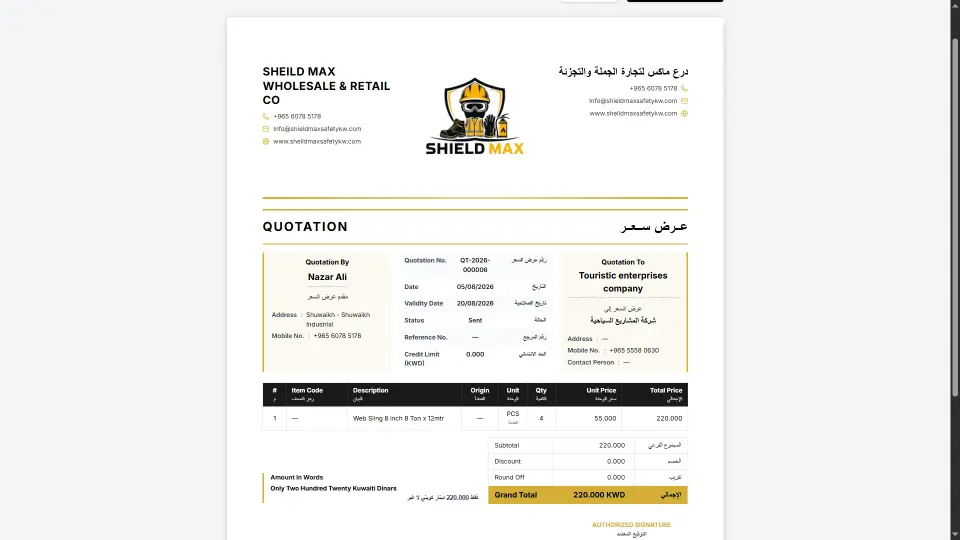 SHEILD MAX
WHOLESALE & RETAIL
CO
+965 6078 5178
Info@shieldmaxsafetykw.com
www.sheildmaxsafetykw.com
SHIELD MAX
درع ماكس لتجارة الجملة والتجزئة
+965 6078 5178
Info@shieldmaxsafetykw.com
www.sheildmaxsafetykw.com
QUOTATION
عـرض سـعـر
Quotation By
Nazar Ali
مقدم عرض السعر
Address : Shuwaikh - Shuwaikh
Industrial
Mobile No. : +965 6078 5178
Quotation No. QT-2026-000006 رقم عرض السعر
Date 05/08/2026 التاريخ
Validity Date 20/08/2026 تاريخ الصلاحية
Status Sent الحالة
Reference No. — رقم المرجع
Credit Limit (KWD) 0.000 الحد الائتماني
Quotation To
Touristic enterprises
company
عرض السعر إلى
شركة المشاريع السياحية
Address : —
Mobile No. : +965 5558 0630
Contact Person : —
# Item Code Description Origin Unit Qty Unit Price Total Price
م رمز الصنف البيان المنشأ الوحدة الكمية سعر الوحدة الإجمالي
1 — Web Sling 8 inch 8 Ton x 12mtr — PCS 4 55.000 220.000
Subtotal 220.000 المجموع الفرعي
Discount 0.000 الخصم
Round Off 0.000 تقريب
Grand Total 220.000 KWD الإجمالي
Amount In Words
Only Two Hundred Twenty Kuwaiti Dinars
فقط 220.000 دينار كويتي لا غير
AUTHORIZED SIGNATURE
التوقيع المعتمد